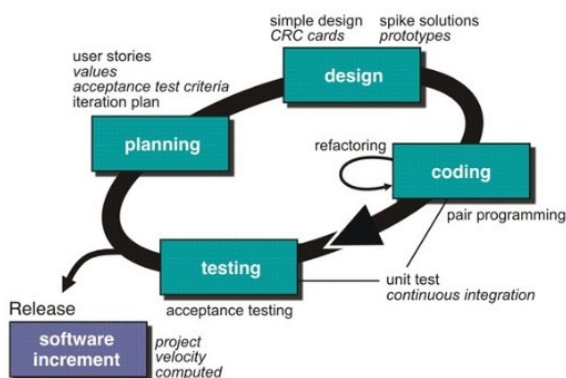 simple design
CRC cards
spike solutions
prototypes
design
user stories
values
acceptance test criteria
iteration plan
planning
refactoring
coding
pair programming
testing
unit test
continuous integration
acceptance testing
Release
software
increment
project
velocity
computed